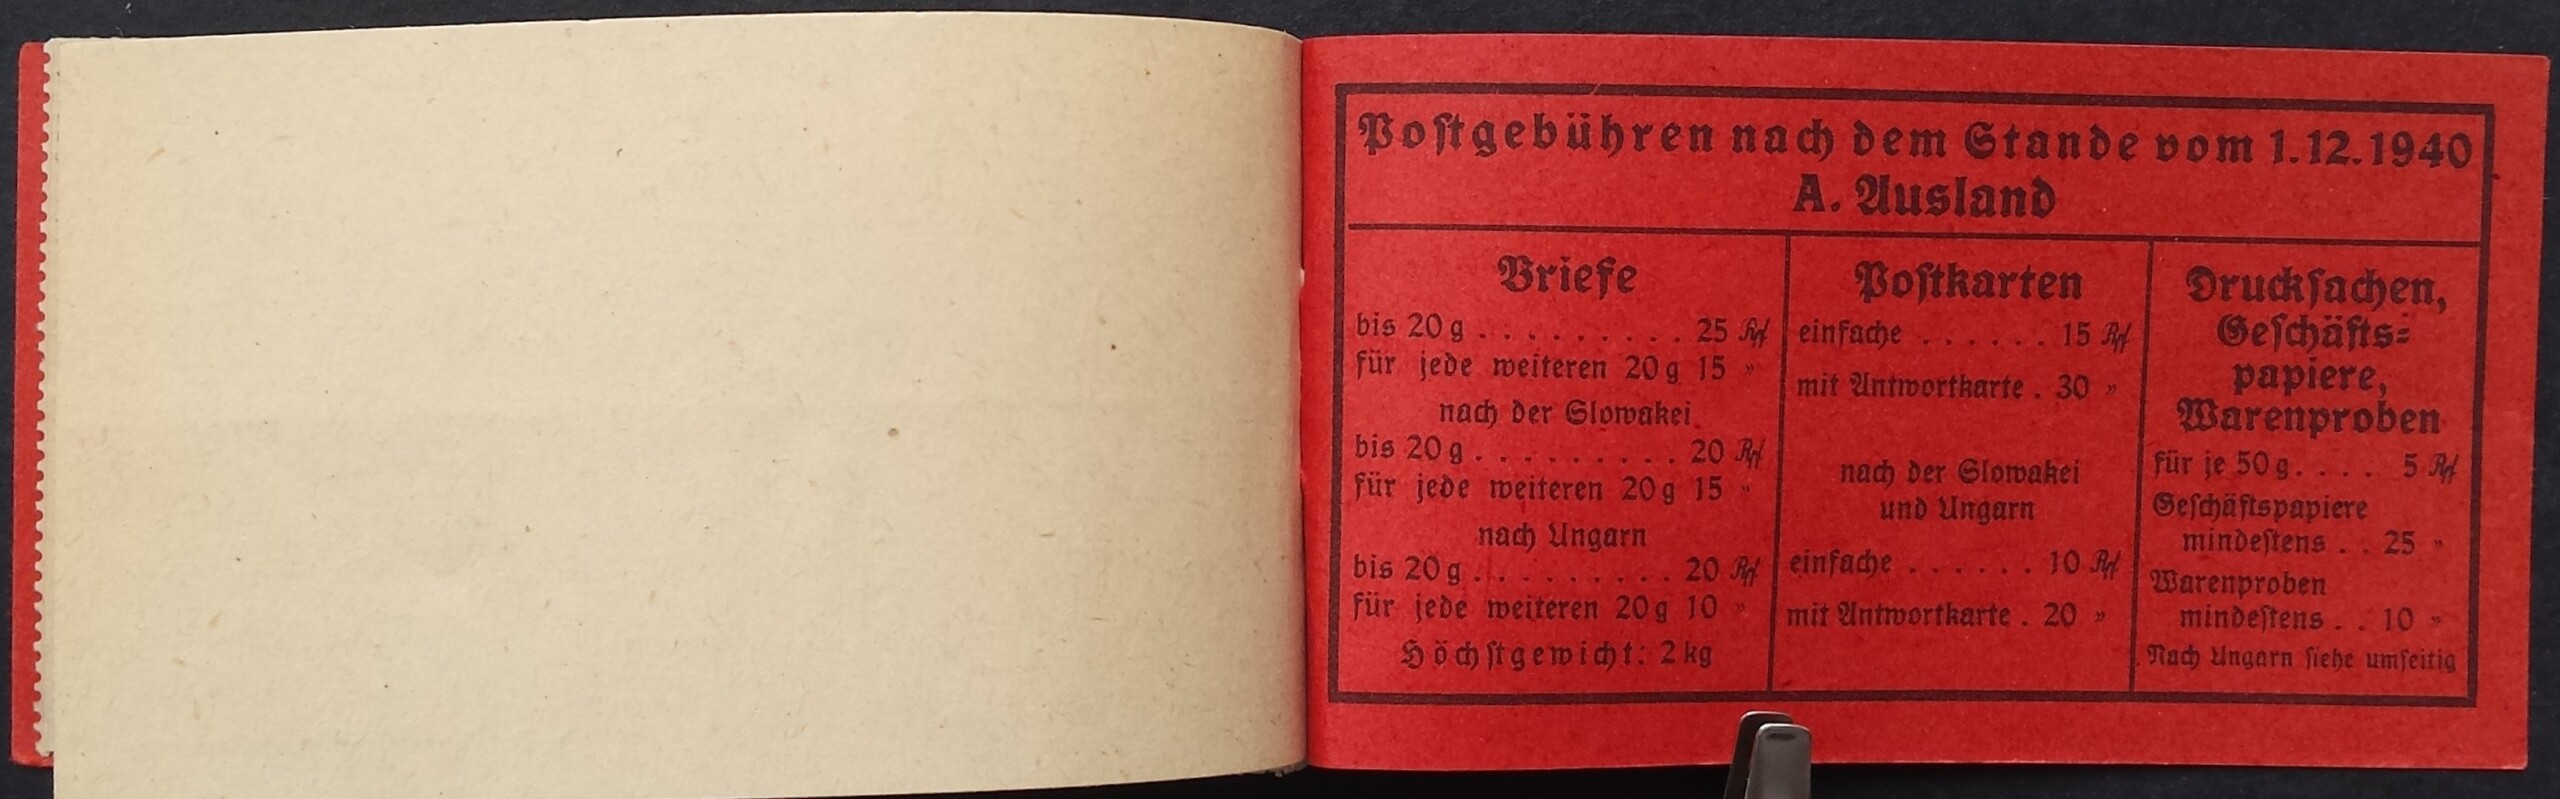 Postgebühren nach dem Stande vom 1.12.1940
A. Ausland
Briefe
bis 20 g . . . . . . . . . 25 Rpf
für jede weiteren 20 g 15 "
nach der Slowakei
bis 20 g . . . . . . . . . 20 Rpf
für jede weiteren 20 g 15 "
nach Ungarn
bis 20 g . . . . . . . . . 20 Rpf
für jede weiteren 20 g 10 "
Höchstgewicht: 2 kg
Postkarten
einfache . . . . . . 15 Rpf
mit Antwortkarte . 30 "
nach der Slowakei
und Ungarn
einfache . . . . . . 10 Rpf
mit Antwortkarte . 20 "
Drucksachen,
Geschäfts-
papiere,
Warenproben
für je 50 g . . . . 5 Rpf
Geschäftspapiere
mindestens . . 25 "
Warenproben
mindestens . . 10 "
Nach Ungarn siehe umseitig